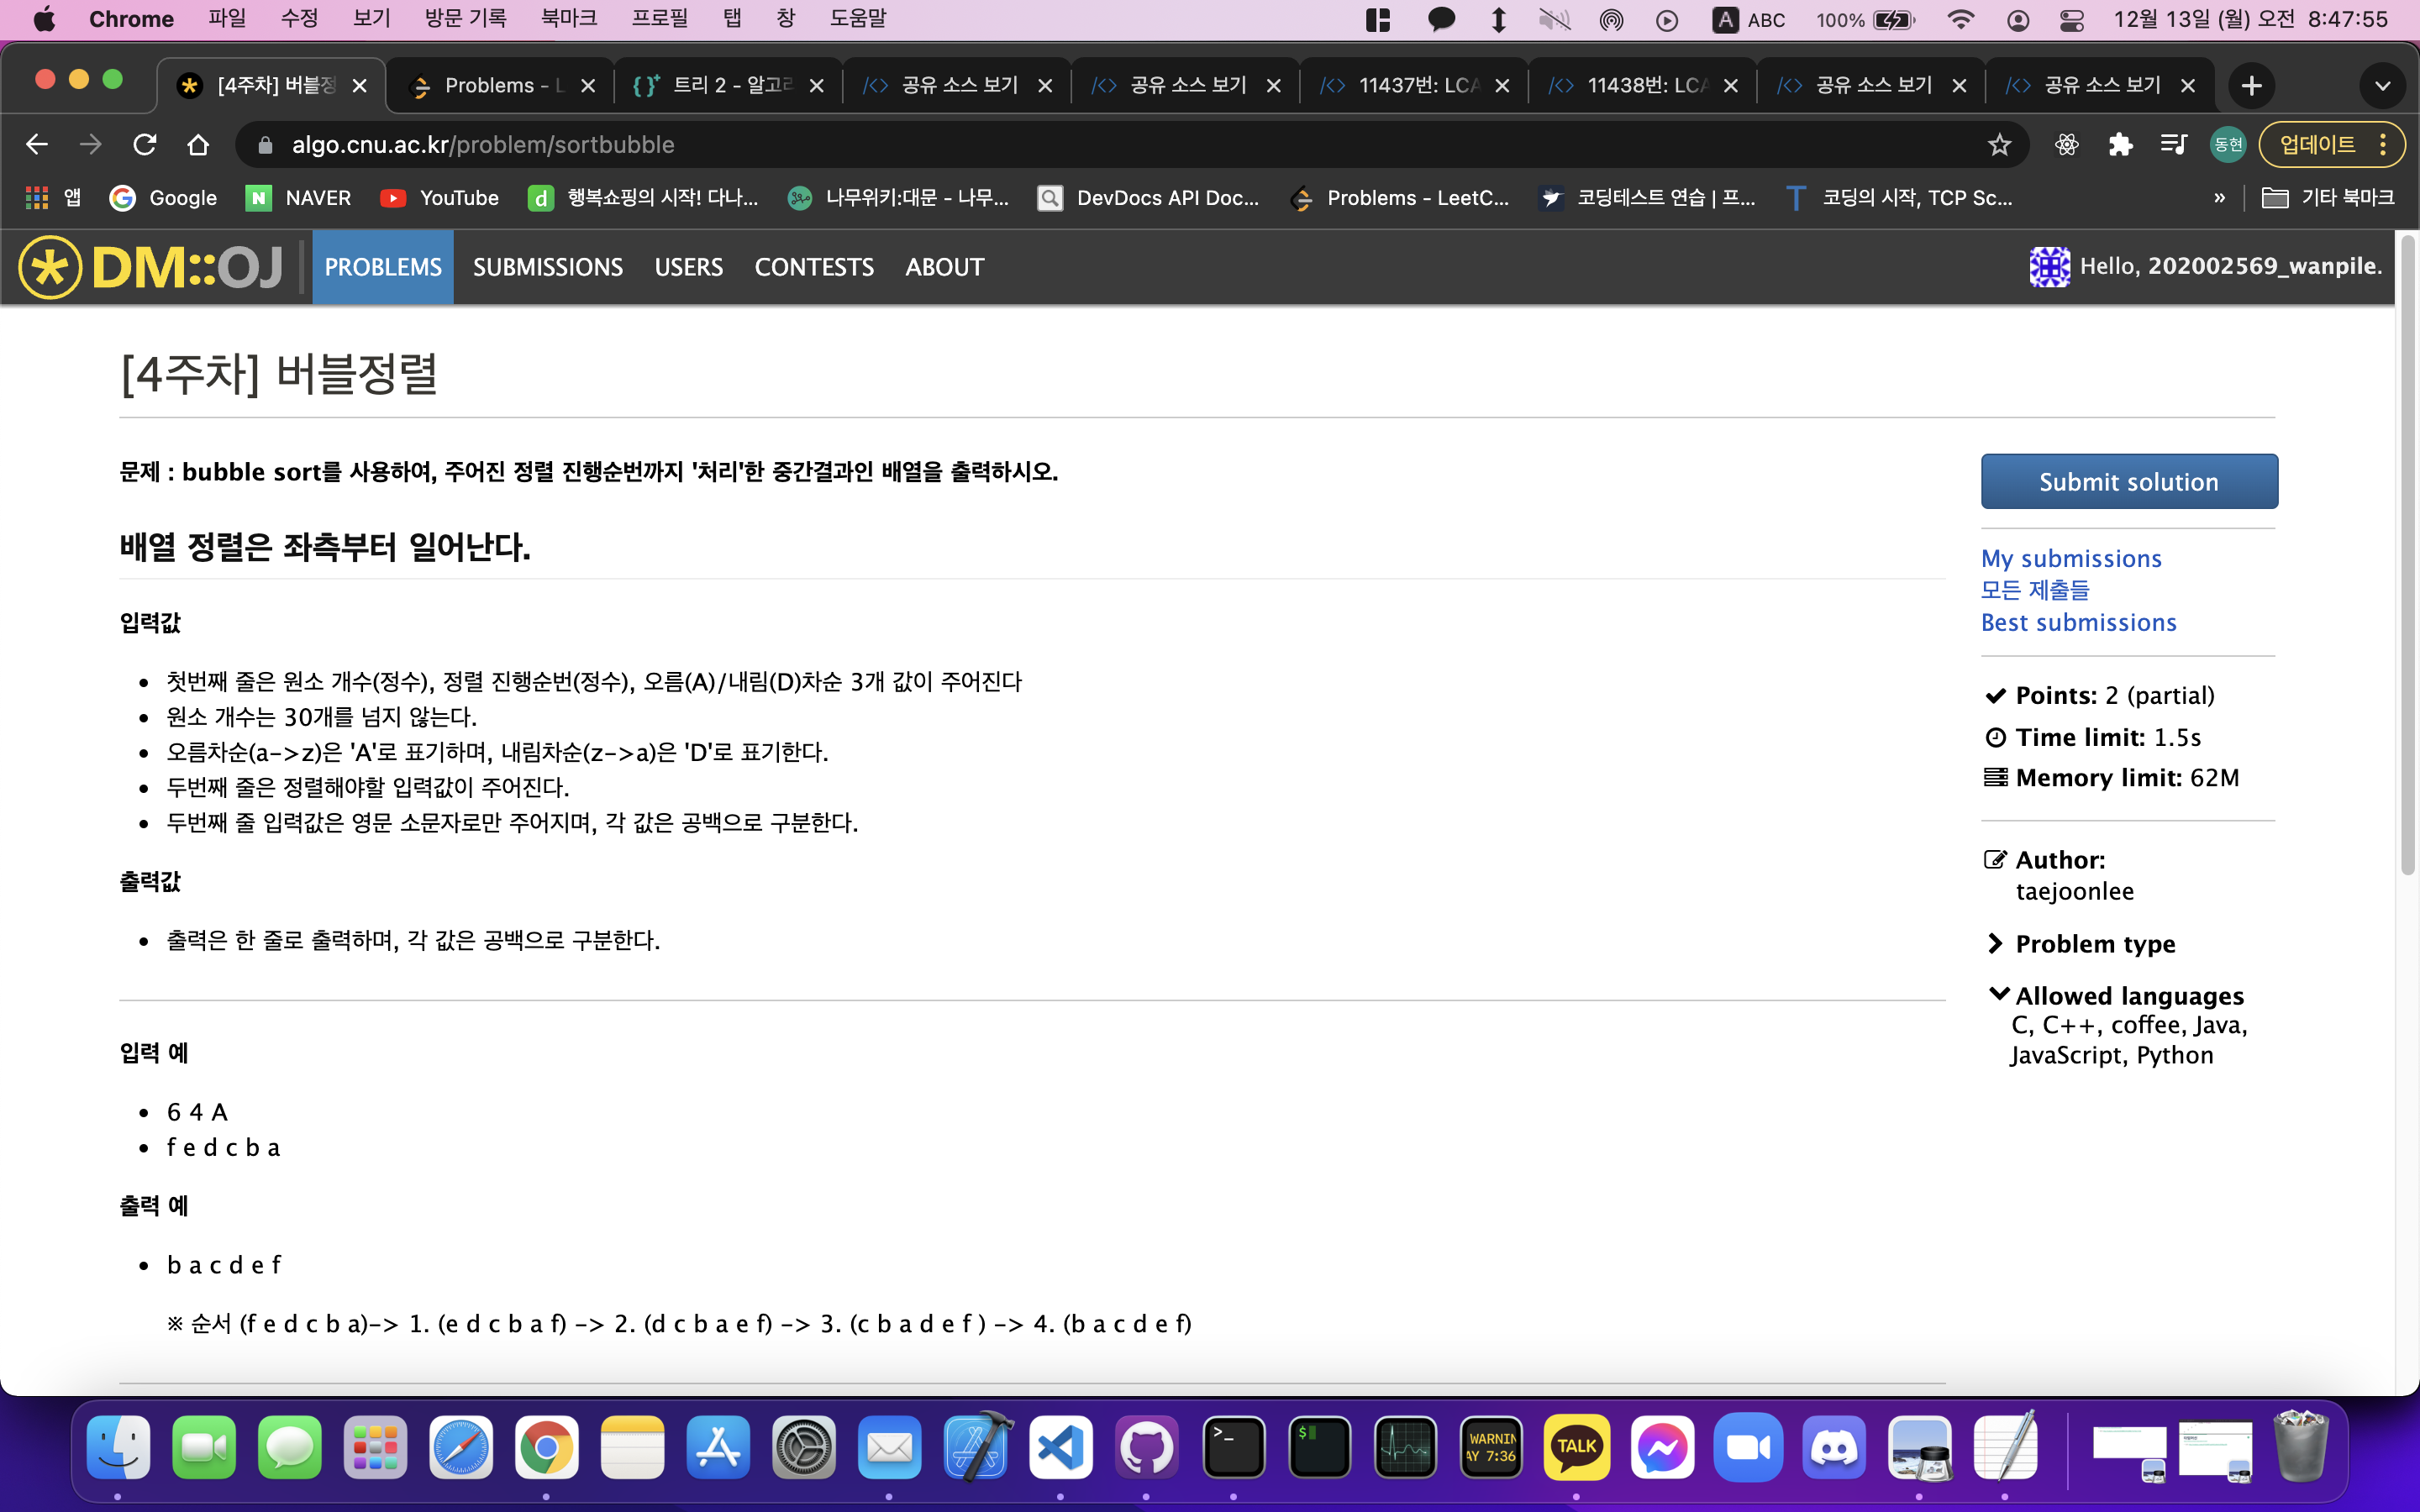 Chrome 파일 수정 보기 방문 기록 북마크 프로필 탭 창 도움말 A ABC 100% 12월 13일 (월) 오전 8:47:55
[4주차] 버블정 Problems - L 트리 2 - 알고리 공유 소스 보기 공유 소스 보기 11437번: LCA 11438번: LCA 공유 소스 보기 공유 소스 보기
algo.cnu.ac.kr/problem/sortbubble 동현 업데이트
앱 Google NAVER YouTube 행복쇼핑의 시작! 다나... 나무위키:대문 - 나무... DevDocs API Doc... Problems - LeetC... 코딩테스트 연습 | 프... 코딩의 시작, TCP Sc... » 기타 북마크
DM::OJ PROBLEMS SUBMISSIONS USERS CONTESTS ABOUT Hello, 202002569_wanpile.
[4주차] 버블정렬
문제 : bubble sort를 사용하여, 주어진 정렬 진행순번까지 '처리'한 중간결과인 배열을 출력하시오.
배열 정렬은 좌측부터 일어난다.
입력값
• 첫번째 줄은 원소 개수(정수), 정렬 진행순번(정수), 오름(A)/내림(D)차순 3개 값이 주어진다
• 원소 개수는 30개를 넘지 않는다.
• 오름차순(a->z)은 'A'로 표기하며, 내림차순(z->a)은 'D'로 표기한다.
• 두번째 줄은 정렬해야할 입력값이 주어진다.
• 두번째 줄 입력값은 영문 소문자로만 주어지며, 각 값은 공백으로 구분한다.
출력값
• 출력은 한 줄로 출력하며, 각 값은 공백으로 구분한다.
입력 예
• 6 4 A
• f e d c b a
출력 예
• b a c d e f
※ 순서 (f e d c b a)-> 1. (e d c b a f) -> 2. (d c b a e f) -> 3. (c b a d e f ) -> 4. (b a c d e f)
Submit solution
My submissions
모든 제출들
Best submissions
Points: 2 (partial)
Time limit: 1.5s
Memory limit: 62M
Author:
taejoonlee
Problem type
Allowed languages
C, C++, coffee, Java,
JavaScript, Python
WARNIN
AY 7:36
TALK